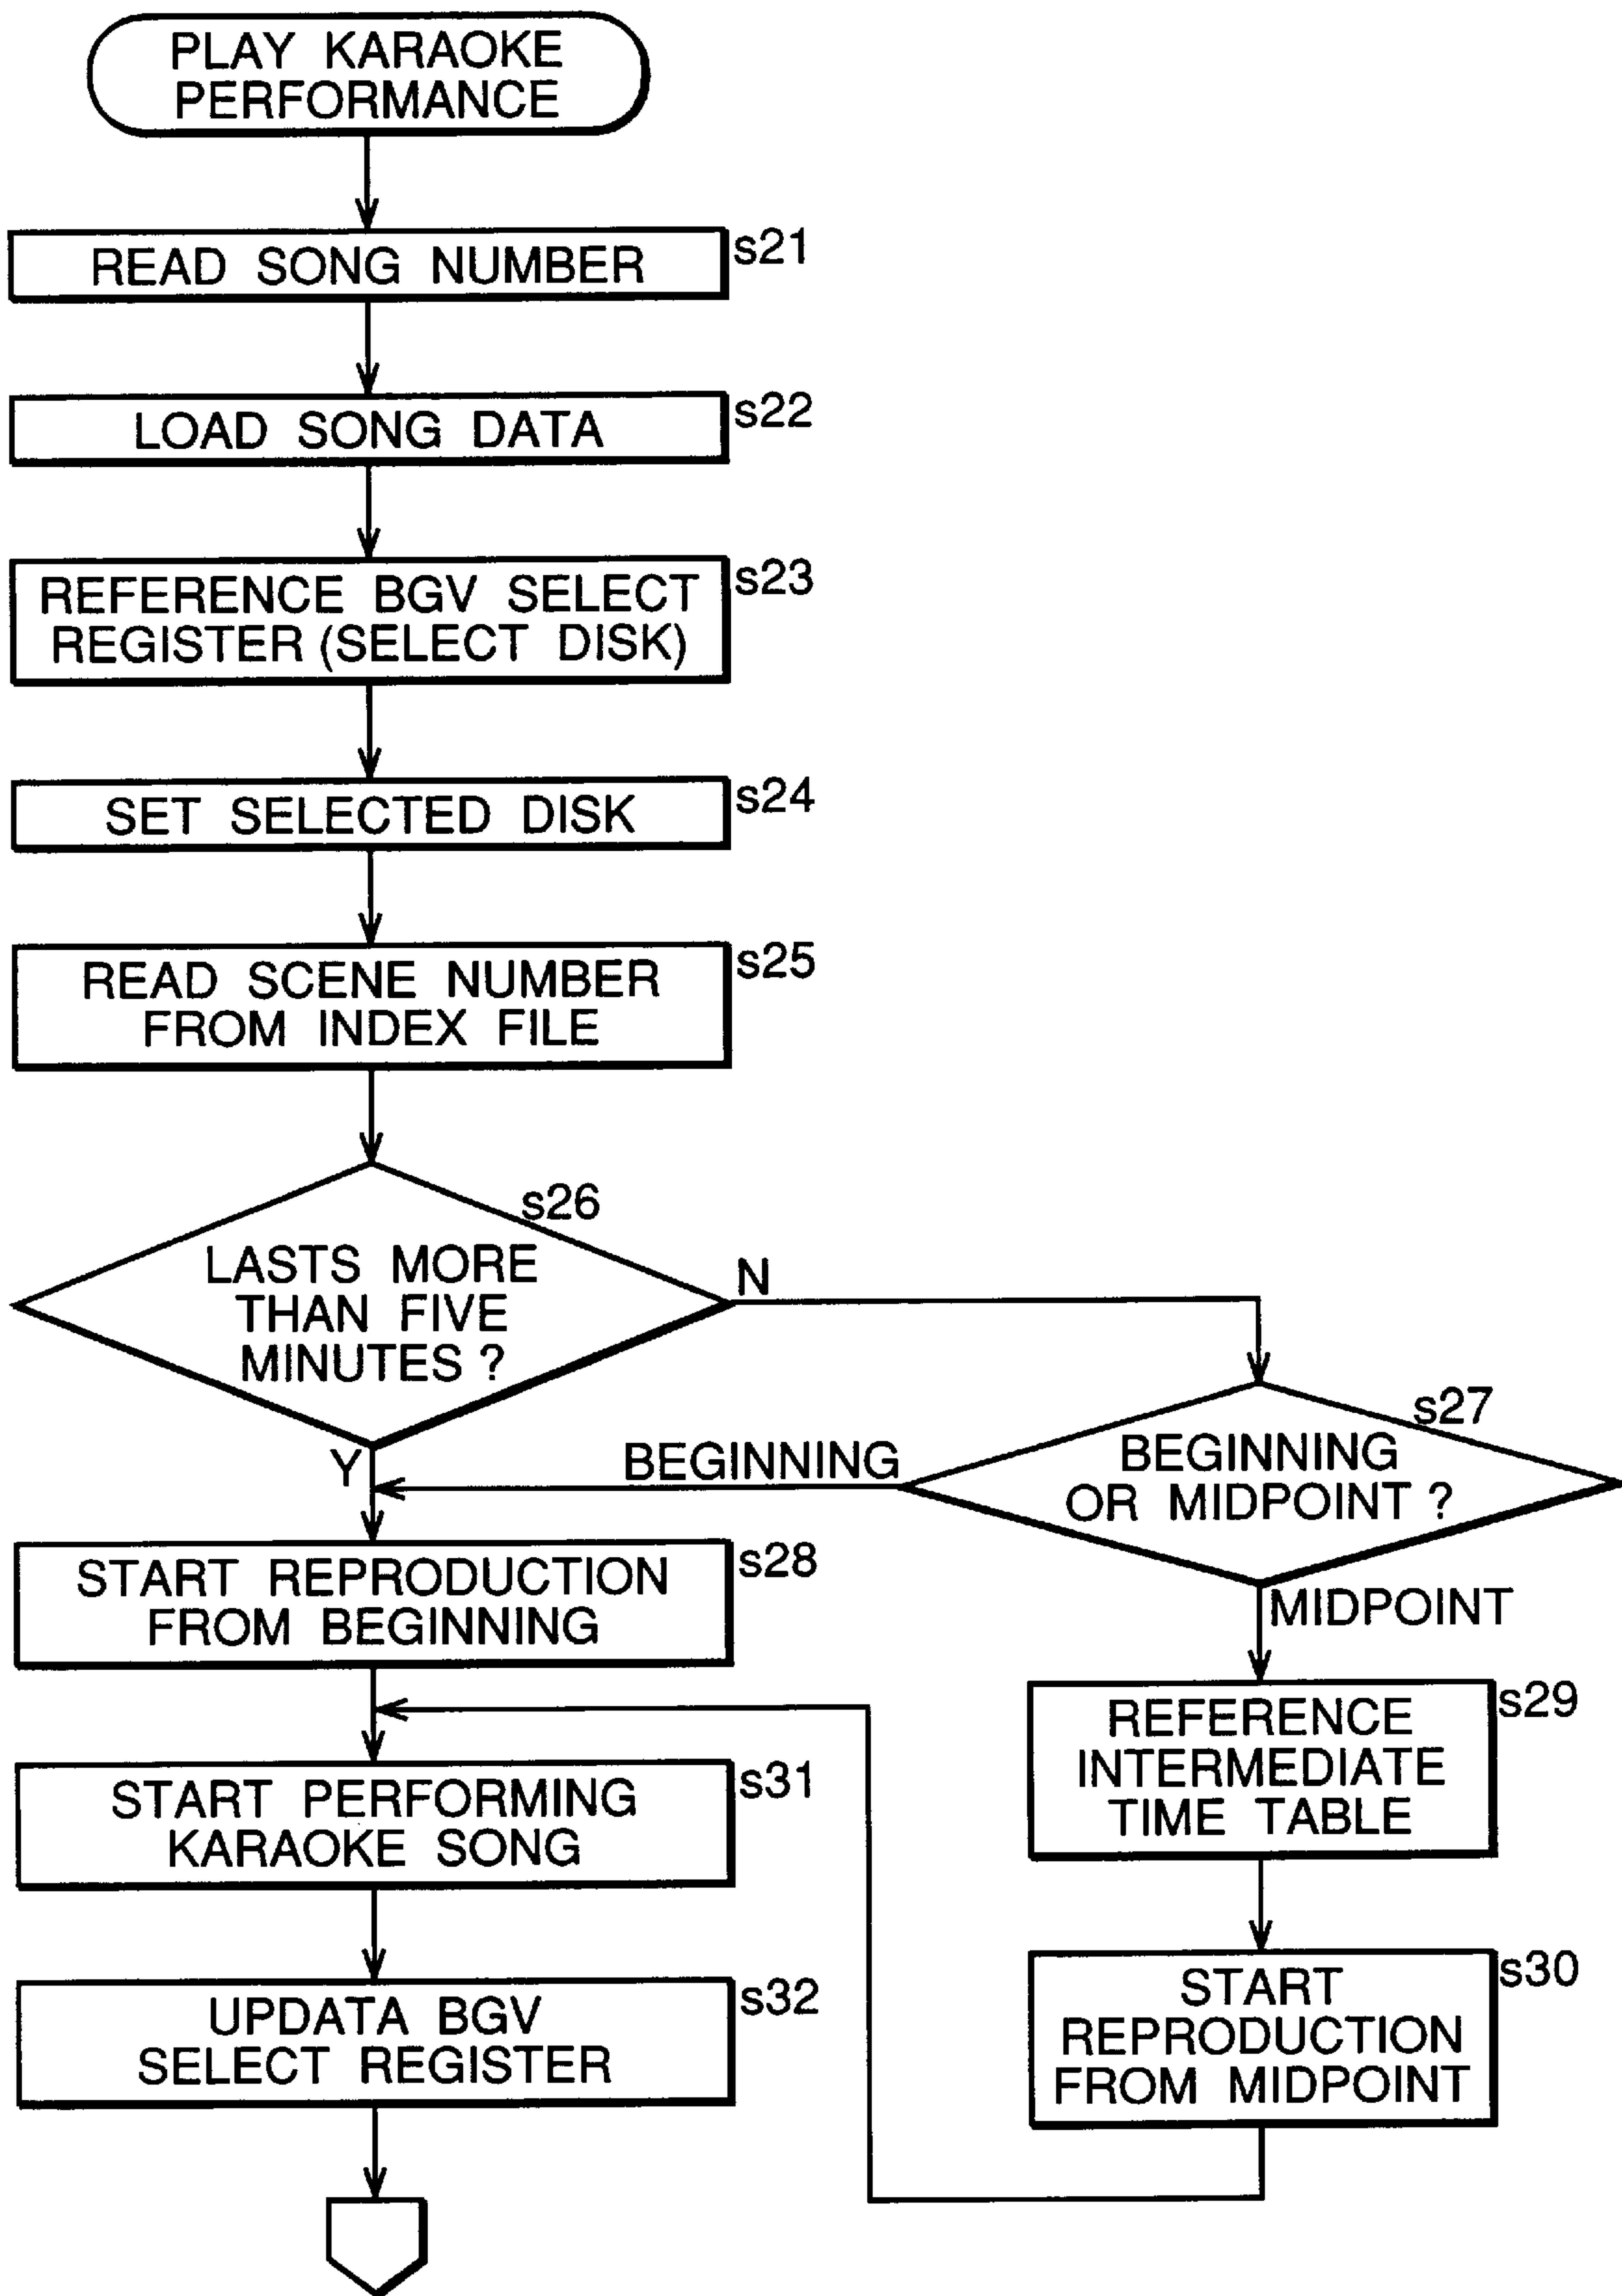 PLAY KARAOKE
PERFORMANCE
READ SONG NUMBER
s21
LOAD SONG DATA
s22
REFERENCE BGV SELECT
REGISTER (SELECT DISK)
s23
SET SELECTED DISK
s24
READ SCENE NUMBER
FROM INDEX FILE
s25
s26
LASTS MORE
THAN FIVE
MINUTES ?
N
Y
s27
BEGINNING
OR MIDPOINT ?
BEGINNING
MIDPOINT
START REPRODUCTION
FROM BEGINNING
s28
REFERENCE
INTERMEDIATE
TIME TABLE
s29
START
REPRODUCTION
FROM MIDPOINT
s30
START PERFORMING
KARAOKE SONG
s31
UPDATA BGV
SELECT REGISTER
s32